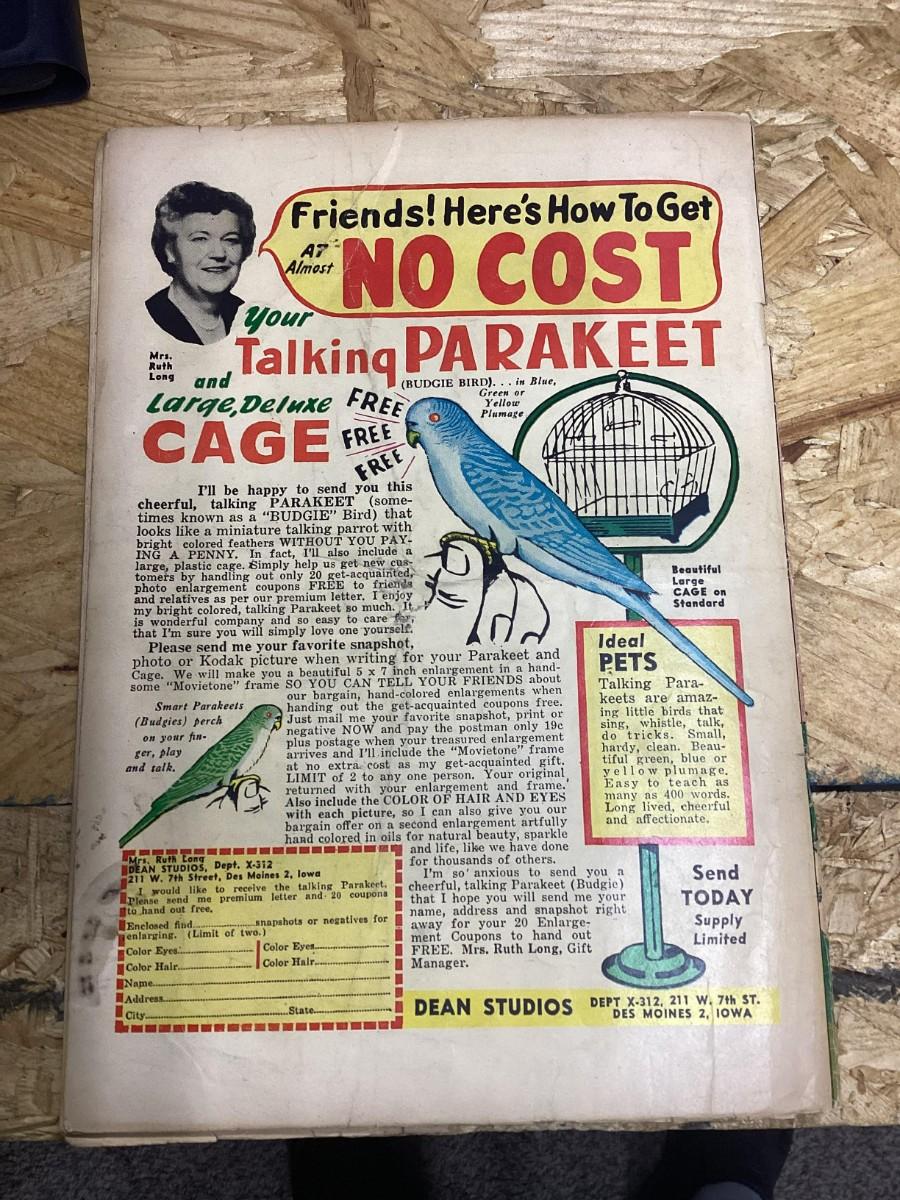 Friends! Here's How To Get
AT
Almost
NO COST
Mrs.
Ruth
Long
Your
Talking PARAKEET
(BUDGIE BIRD)... in Blue,
Green or
Yellow
Plumage
and
Large, Deluxe
CAGE
FREE
FREE
FREE
I'll be happy to send you this
cheerful, talking PARAKEET (some-
times known as a "BUDGIE" Bird) that
looks like a miniature talking parrot with
bright colored feathers WITHOUT YOU PAY-
ING A PENNY. In fact, I'll also include a
large, plastic cage. Simply help us get new cus-
tomers by handing out only 20 get-acquainted,
photo enlargement coupons FREE to friends
and relatives as per our premium letter. I enjoy
my bright colored, talking Parakeet so much. It
is wonderful company and so easy to care for,
that I'm sure you will simply love one yourself.
Please send me your favorite snapshot,
photo or Kodak picture when writing for your Parakeet and
Cage. We will make you a beautiful 5 x 7 inch enlargement in a hand-
some "Movietone" frame SO YOU CAN TELL YOUR FRIENDS about
our bargain, hand-colored enlargements when
handing out the get-acquainted coupons free.
Just mail me your favorite snapshot, print or
negative NOW and pay the postman only 19c
plus postage when your treasured enlargement
arrives and I'll include the "Movietone" frame
at no extra cost as my get-acquainted gift.
LIMIT of 2 to any one person. Your original
returned with your enlargement and frame.
Also include the COLOR OF HAIR AND EYES
with each picture, so I can also give you our
bargain offer on a second enlargement artfully
hand colored in oils for natural beauty, sparkle
and life, like we have done
for thousands of others.
I'm so anxious to send you a
cheerful, talking Parakeet (Budgie)
that I hope you will send me your
name, address and snapshot right
away for your 20 Enlarge-
ment Coupons to hand out
FREE. Mrs. Ruth Long, Gift
Manager.
Smart Parakeets
(Budgies) perch
on your fin-
ger, play
and talk.
Beautiful
Large
CAGE on
Standard
Ideal
PETS
Talking Para-
keets are amaz-
ing little birds that
sing, whistle, talk,
do tricks. Small,
hardy, clean. Beau-
tiful green, blue or
yellow plumage.
Easy to teach as
many as 400 words.
Long lived, cheerful
and affectionate.
Send
TODAY
Supply
Limited
Mrs. Ruth Long
DEAN STUDIOS, Dept. X-312
211 W. 7th Street, Des Moines 2, Iowa
I would like to receive the talking Parakeet.
Please send me premium letter and 20 coupons
to hand out free.
Enclosed find..........snapshots or negatives for
enlarging. (Limit of two.)
Color Eyes.......... Color Eyes..........
Color Hair.......... Color Hair..........
Name..........
Address..........
City..........State..........
DEAN STUDIOS DEPT X-312, 211 W. 7th ST.
DES MOINES 2, IOWA